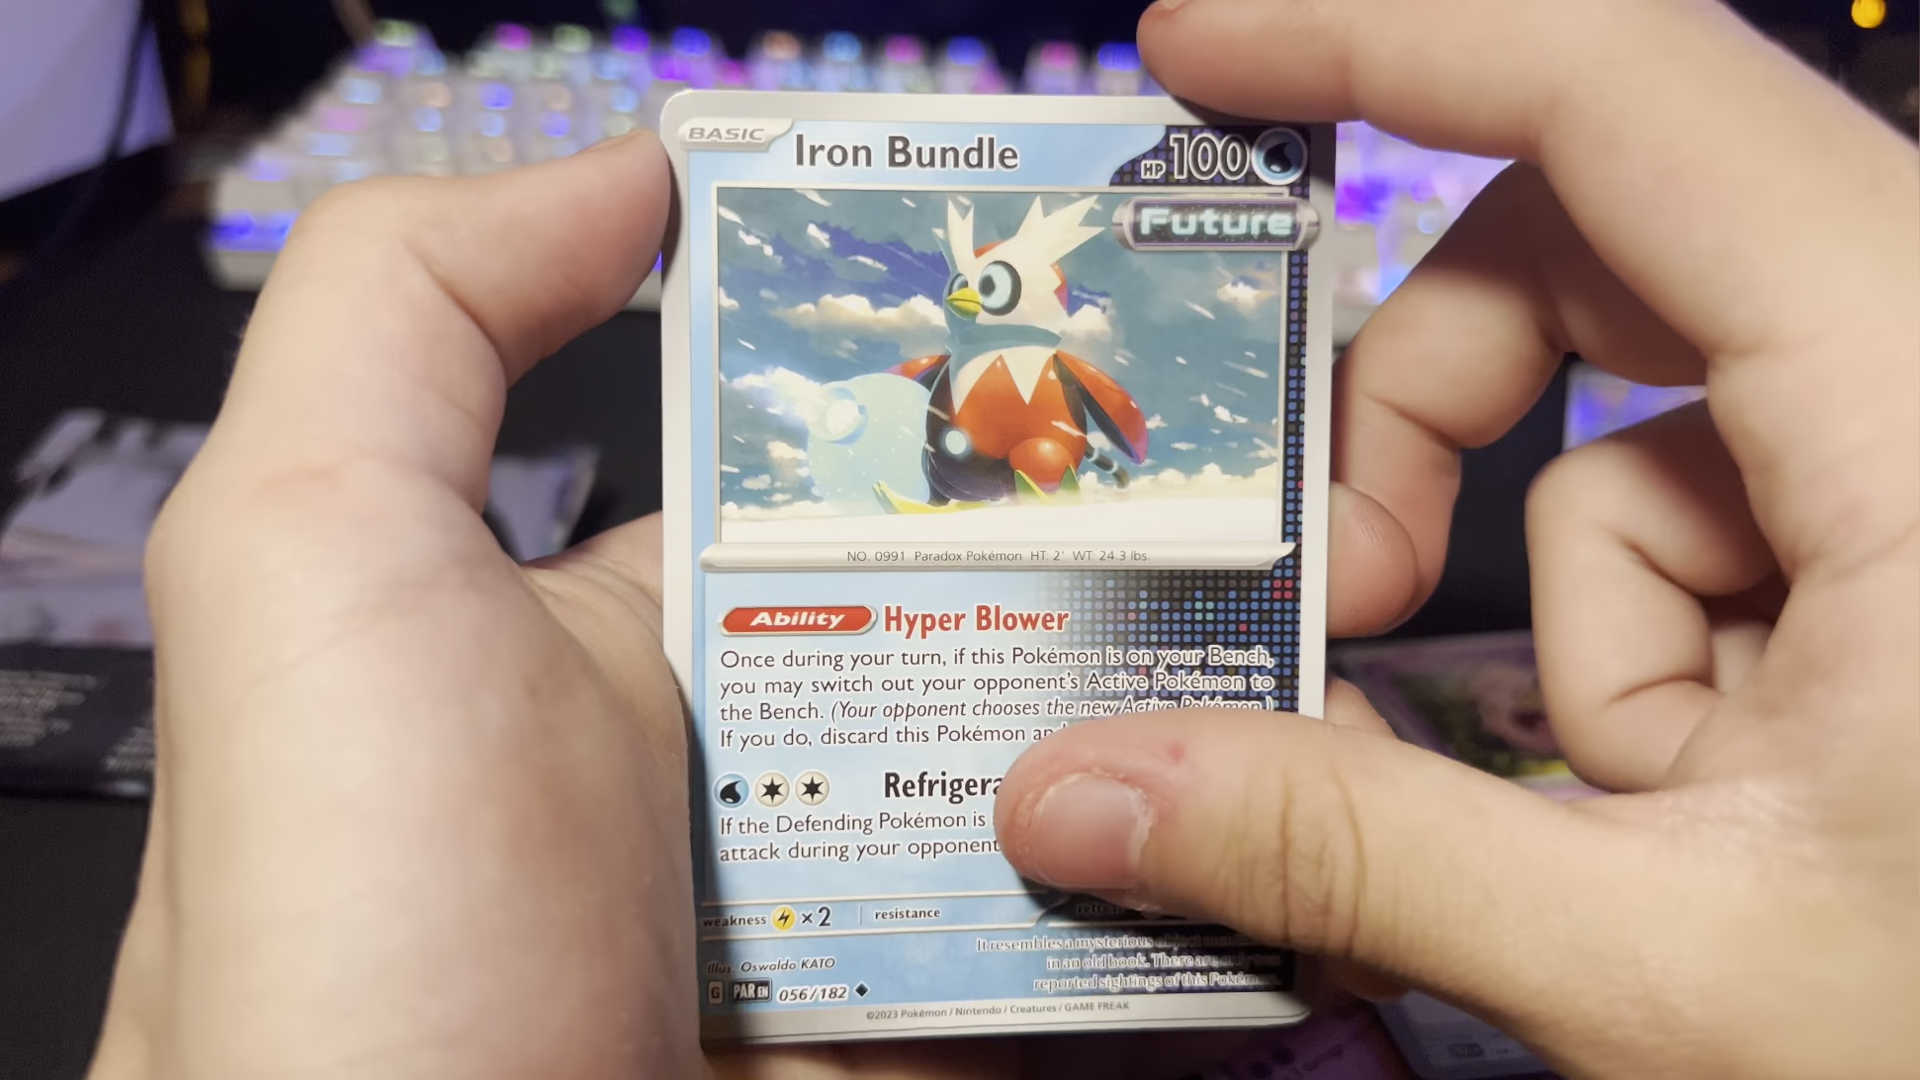 BASIC Iron Bundle HP 100
Future
NO. 0991 Paradox Pokémon HT: 2' WT: 24.3 lbs.
Ability Hyper Blower
Once during your turn, if this Pokémon is on your Bench,
you may switch out your opponent's Active Pokémon to
the Bench. (Your opponent chooses the new Active Pokémon.)
If you do, discard this Pokémon
Refrigera
If the Defending Pokémon is
attack during your opponent
weakness ×2 resistance
It resembles a mysterious object
Illus. Oswaldo KATO in an old book. There are
G PAR EN 056/182 reported sightings of this
©2023 Pokémon / Nintendo / Creatures / GAME FREAK